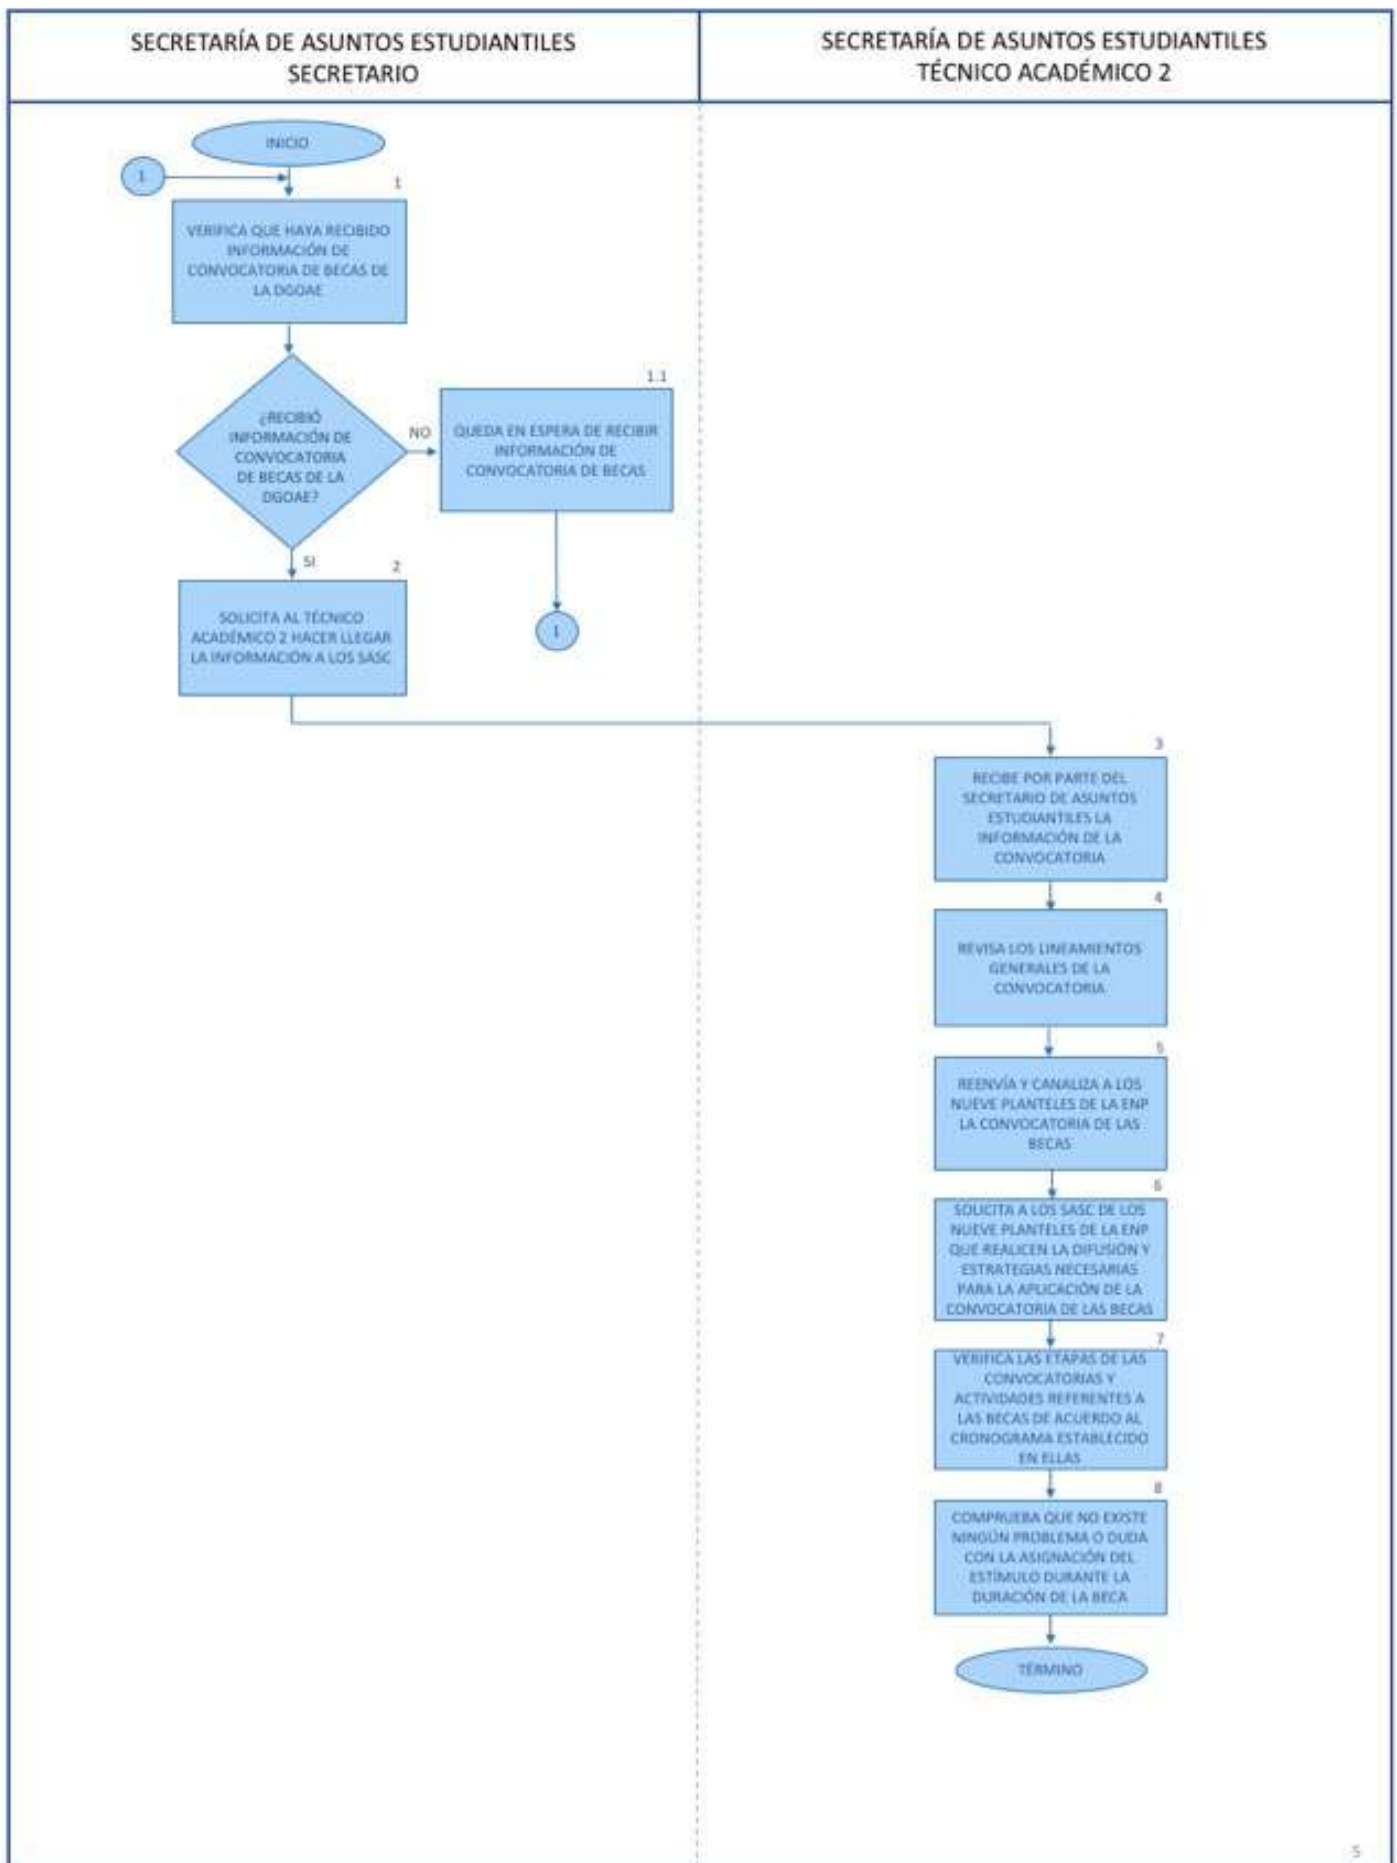 SECRETARÍA DE ASUNTOS ESTUDIANTILES
SECRETARIO
SECRETARÍA DE ASUNTOS ESTUDIANTILES
TÉCNICO ACADÉMICO 2
INICIO
1
1
VERIFICA QUE HAYA RECIBIDO
INFORMACIÓN DE
CONVOCATORIA DE BECAS DE
LA DGOAE
¿RECIBIÓ
INFORMACIÓN DE
CONVOCATORIA
DE BECAS DE LA
DGOAE?
NO
1.1
QUEDA EN ESPERA DE RECIBIR
INFORMACIÓN DE
CONVOCATORIA DE BECAS
1
SI
2
SOLICITA AL TÉCNICO
ACADÉMICO 2 HACER LLEGAR
LA INFORMACIÓN A LOS SASC
3
RECIBE POR PARTE DEL
SECRETARIO DE ASUNTOS
ESTUDIANTILES LA
INFORMACIÓN DE LA
CONVOCATORIA
4
REVISA LOS LINEAMIENTOS
GENERALES DE LA
CONVOCATORIA
5
REENVÍA Y CANALIZA A LOS
NUEVE PLANTELES DE LA ENP
LA CONVOCATORIA DE LAS
BECAS
6
SOLICITA A LOS SASC DE LOS
NUEVE PLANTELES DE LA ENP
QUE REALICEN LA DIFUSIÓN Y
ESTRATEGIAS NECESARIAS
PARA LA APLICACIÓN DE LA
CONVOCATORIA DE LAS BECAS
7
VERIFICA LAS ETAPAS DE LAS
CONVOCATORIAS Y
ACTIVIDADES REFERENTES A
LAS BECAS DE ACUERDO AL
CRONOGRAMA ESTABLECIDO
EN ELLAS
8
COMPRUEBA QUE NO EXISTE
NINGÚN PROBLEMA O DUDA
CON LA ASIGNACIÓN DEL
ESTÍMULO DURANTE LA
DURACIÓN DE LA BECA
TÉRMINO
5